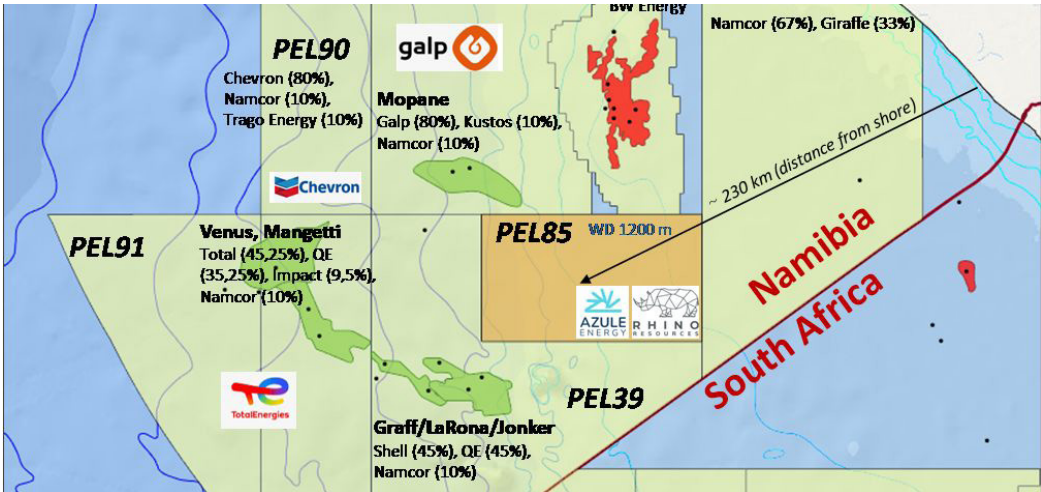 BW Energy
Namcor (67%), Giraffe (33%)
PEL90
Chevron (80%),
Namcor (10%),
Trago Energy (10%)
galp
Mopane
Galp (80%), Kustos (10%),
Namcor (10%)
Chevron
~ 230 km (distance from shore)
PEL91
Venus, Mangetti
Total (45,25%), QE
(35,25%), Impact (9,5%),
Namcor (10%)
PEL85
WD 1200 m
AZULE
ENERGY
RHINO
RESOURCES
Namibia
South Africa
TotalEnergies
PEL39
Graff/LaRona/Jonker
Shell (45%), QE (45%),
Namcor (10%)